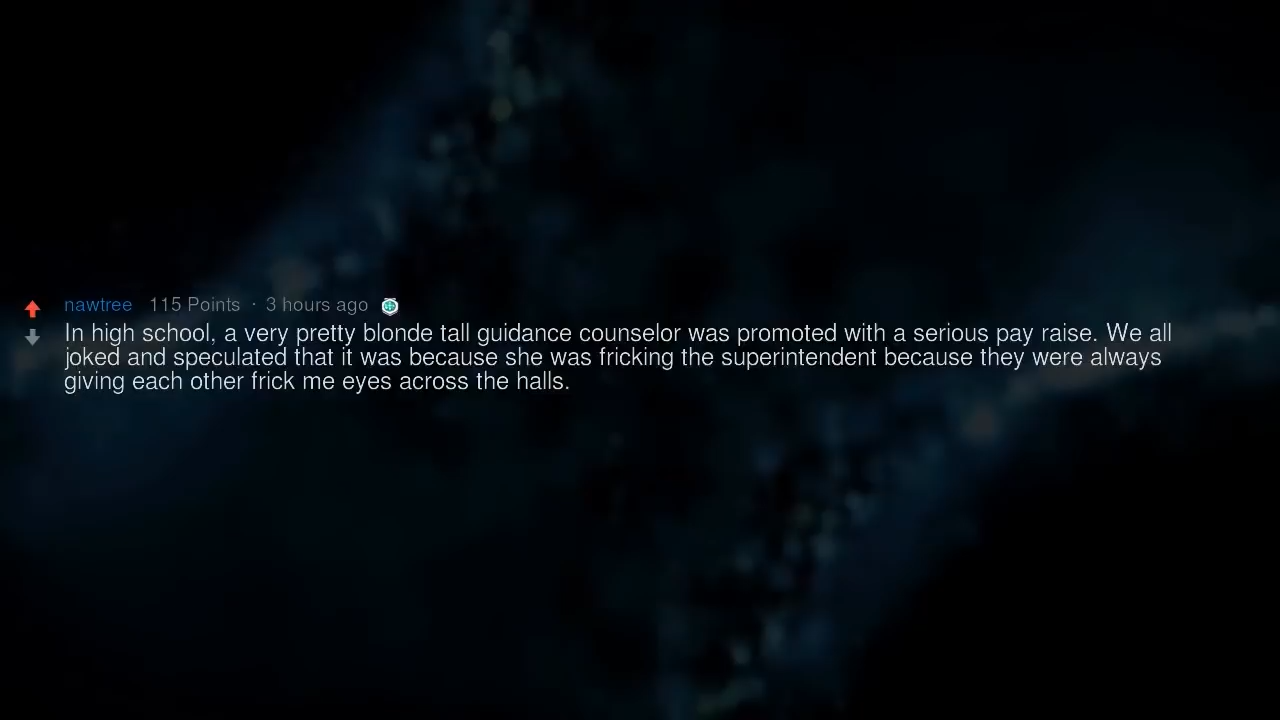 nawtree 115 Points · 3 hours ago
In high school, a very pretty blonde tall guidance counselor was promoted with a serious pay raise. We all
joked and speculated that it was because she was fricking the superintendent because they were always
giving each other frick me eyes across the halls.